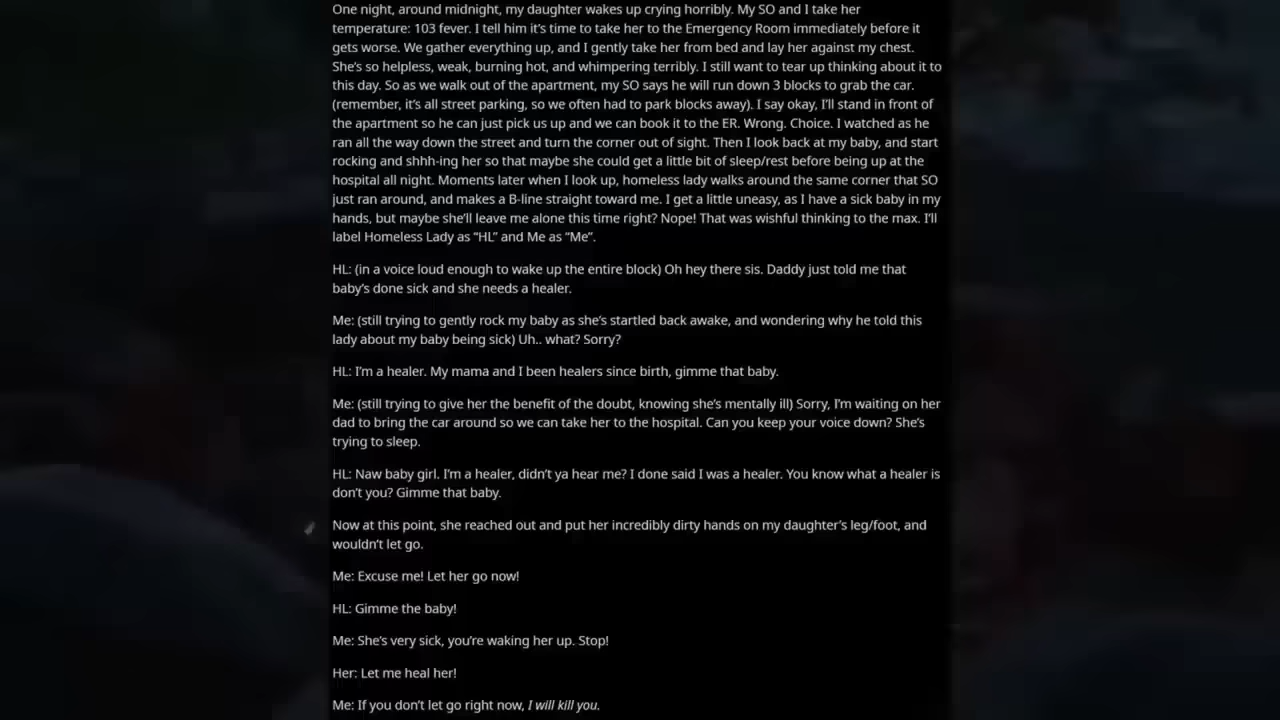 One night, around midnight, my daughter wakes up crying horribly. My SO and I take her
temperature: 103 fever. I tell him it’s time to take her to the Emergency Room immediately before it
gets worse. We gather everything up, and I gently take her from bed and lay her against my chest.
She’s so helpless, weak, burning hot, and whimpering terribly. I still want to tear up thinking about it to
this day. So as we walk out of the apartment, my SO says he will run down 3 blocks to grab the car.
(remember, it’s all street parking, so we often had to park blocks away). I say okay, I’ll stand in front of
the apartment so he can just pick us up and we can book it to the ER. Wrong. Choice. I watched as he
ran all the way down the street and turn the corner out of sight. Then I look back at my baby, and start
rocking and shhh-ing her so that maybe she could get a little bit of sleep/rest before being up at the
hospital all night. Moments later when I look up, homeless lady walks around the same corner that SO
just ran around, and makes a B-line straight toward me. I get a little uneasy, as I have a sick baby in my
hands, but maybe she’ll leave me alone this time right? Nope! That was wishful thinking to the max. I’ll
label Homeless Lady as “HL” and Me as “Me”.
HL: (in a voice loud enough to wake up the entire block) Oh hey there sis. Daddy just told me that
baby’s done sick and she needs a healer.
Me: (still trying to gently rock my baby as she’s startled back awake, and wondering why he told this
lady about my baby being sick) Uh.. what? Sorry?
HL: I’m a healer. My mama and I been healers since birth, gimme that baby.
Me: (still trying to give her the benefit of the doubt, knowing she’s mentally ill) Sorry, I’m waiting on her
dad to bring the car around so we can take her to the hospital. Can you keep your voice down? She’s
trying to sleep.
HL: Naw baby girl. I’m a healer, didn’t ya hear me? I done said I was a healer. You know what a healer is
don’t you? Gimme that baby.
Now at this point, she reached out and put her incredibly dirty hands on my daughter’s leg/foot, and
wouldn’t let go.
Me: Excuse me! Let her go now!
HL: Gimme the baby!
Me: She’s very sick, you’re waking her up. Stop!
Her: Let me heal her!
Me: If you don’t let go right now, I will kill you.